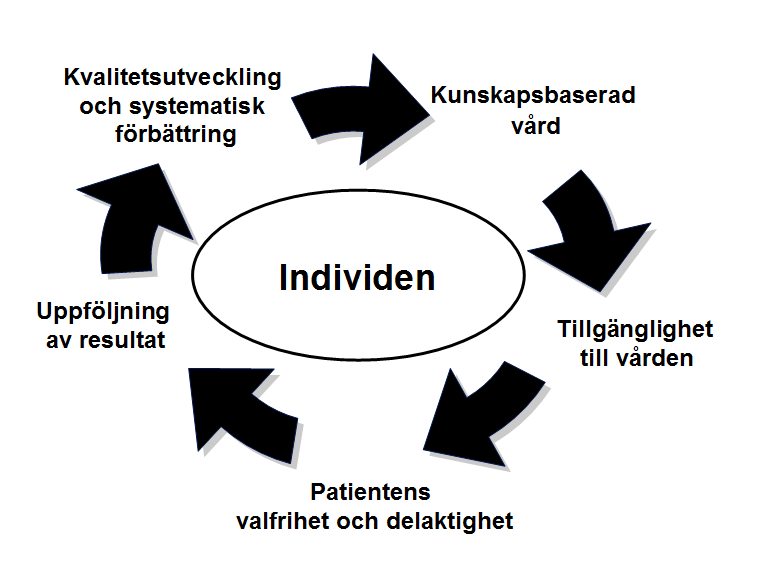 Kvalitetsutveckling
och systematisk
förbättring
Kunskapsbaserad
vård
Individen
Tillgänglighet
till vården
Patientens
valfrihet och delaktighet
Uppföljning
av resultat